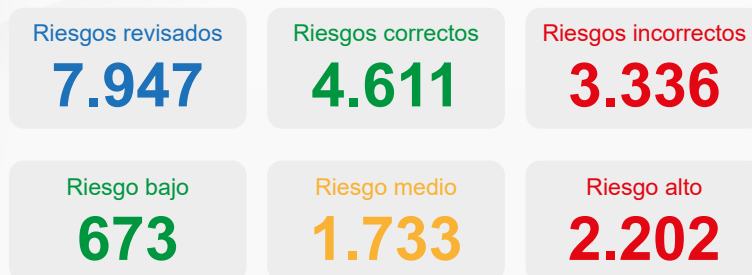 Riesgos revisados
7.947
Riesgos correctos
4.611
Riesgos incorrectos
3.336
Riesgo bajo
673
Riesgo medio
1.733
Riesgo alto
2.202